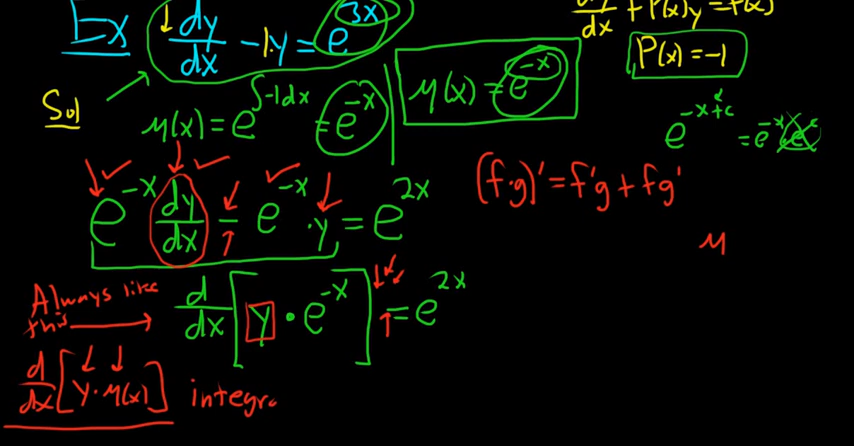 Ex dy/dx - 1·y = e^{3x}
dy/dx + P(x)y = f(x)
P(x) = -1
Sol
μ(x) = e^{∫-1dx} = e^{-x}
μ(x) = e^{-x}
e^{-x+c} = e^{-x}e^{c}
e^{-x} dy/dx - e^{-x}·y = e^{2x}
(f·g)' = f'g + fg'
μ
Always like
this
d/dx [y·e^{-x}] = e^{2x}
d/dx [y·μ(x)] integra